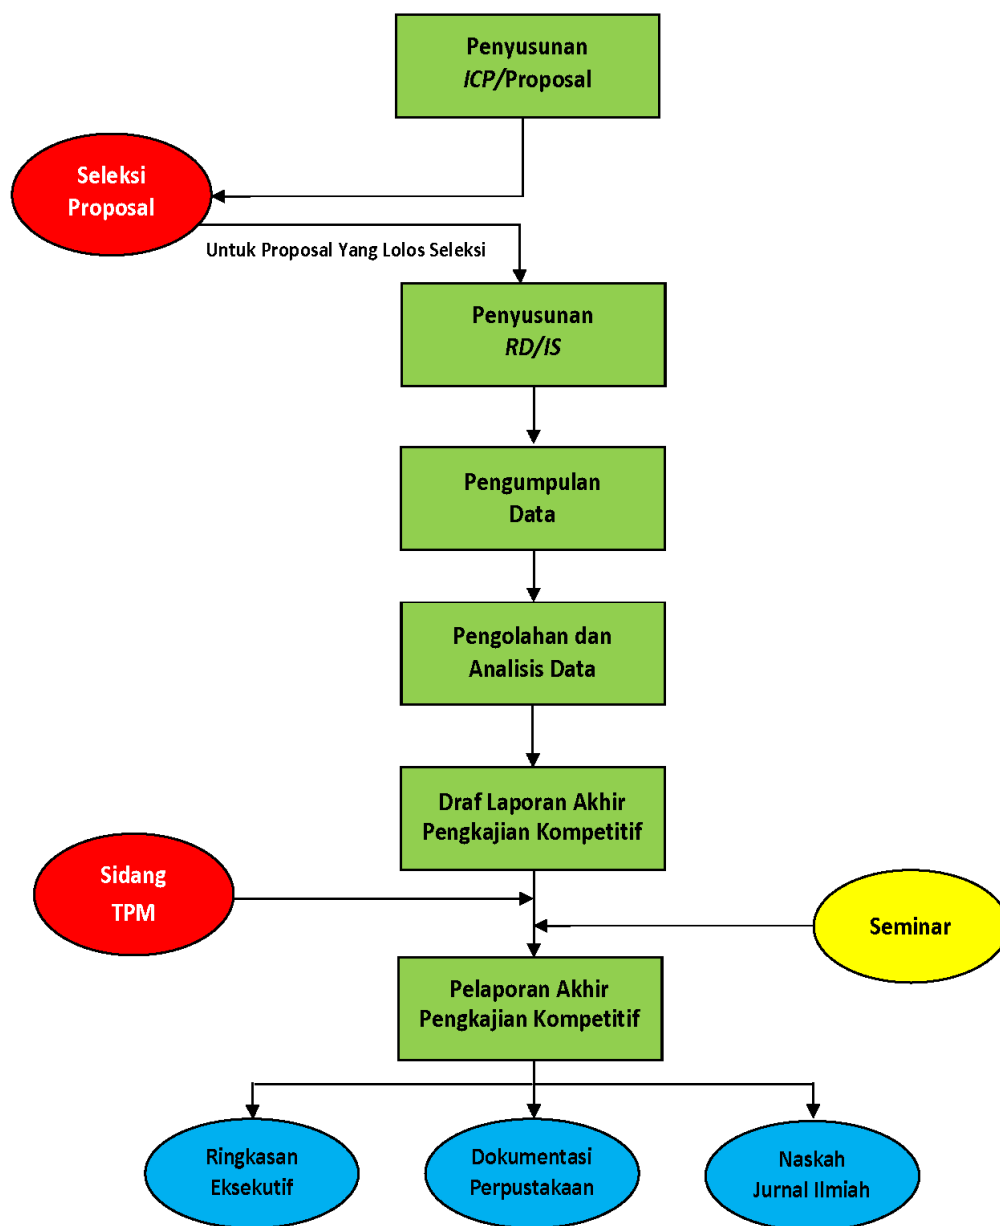 Penyusunan
ICP/Proposal
Seleksi
Proposal
Untuk Proposal Yang Lolos Seleksi
Penyusunan
RD/IS
Pengumpulan
Data
Pengolahan dan
Analisis Data
Draf Laporan Akhir
Pengkajian Kompetitif
Sidang
TPM
Seminar
Pelaporan Akhir
Pengkajian Kompetitif
Ringkasan
Eksekutif
Dokumentasi
Perpustakaan
Naskah
Jurnal Ilmiah